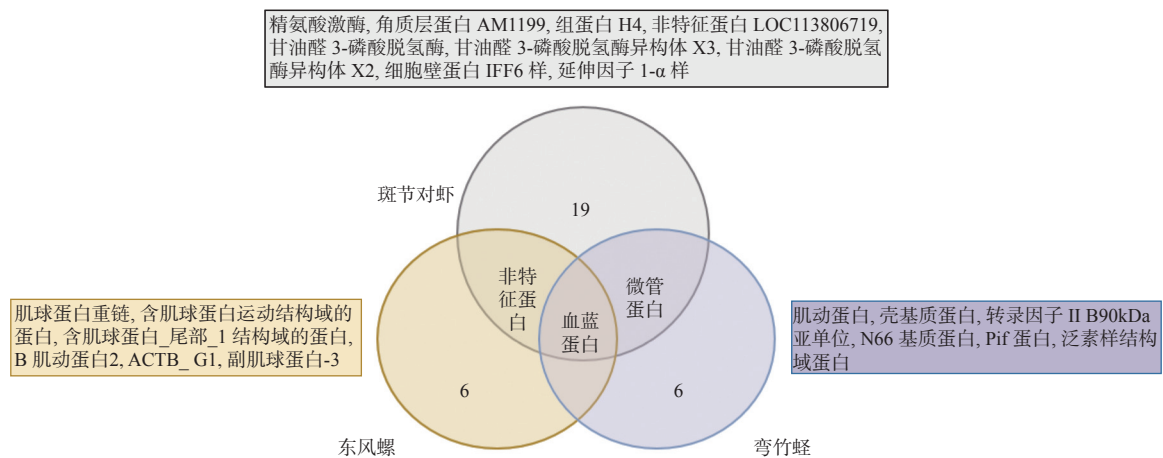 精氨酸激酶, 角质层蛋白 AM1199, 组蛋白 H4, 非特征蛋白 LOC113806719,
甘油醛 3-磷酸脱氢酶, 甘油醛 3-磷酸脱氢酶异构体 X3, 甘油醛 3-磷酸脱氢
酶异构体 X2, 细胞壁蛋白 IFF6 样, 延伸因子 1-α 样
斑节对虾
19
非特
征蛋
白
微管
蛋白
血蓝
蛋白
肌球蛋白重链, 含肌球蛋白运动结构域的
蛋白, 含肌球蛋白_尾部_1 结构域的蛋白,
B 肌动蛋白2, ACTB_ G1, 副肌球蛋白-3
肌动蛋白, 壳基质蛋白, 转录因子 II B90kDa
亚单位, N66 基质蛋白, Pif 蛋白, 泛素样结构
域蛋白
6
6
东风螺
弯竹蛏